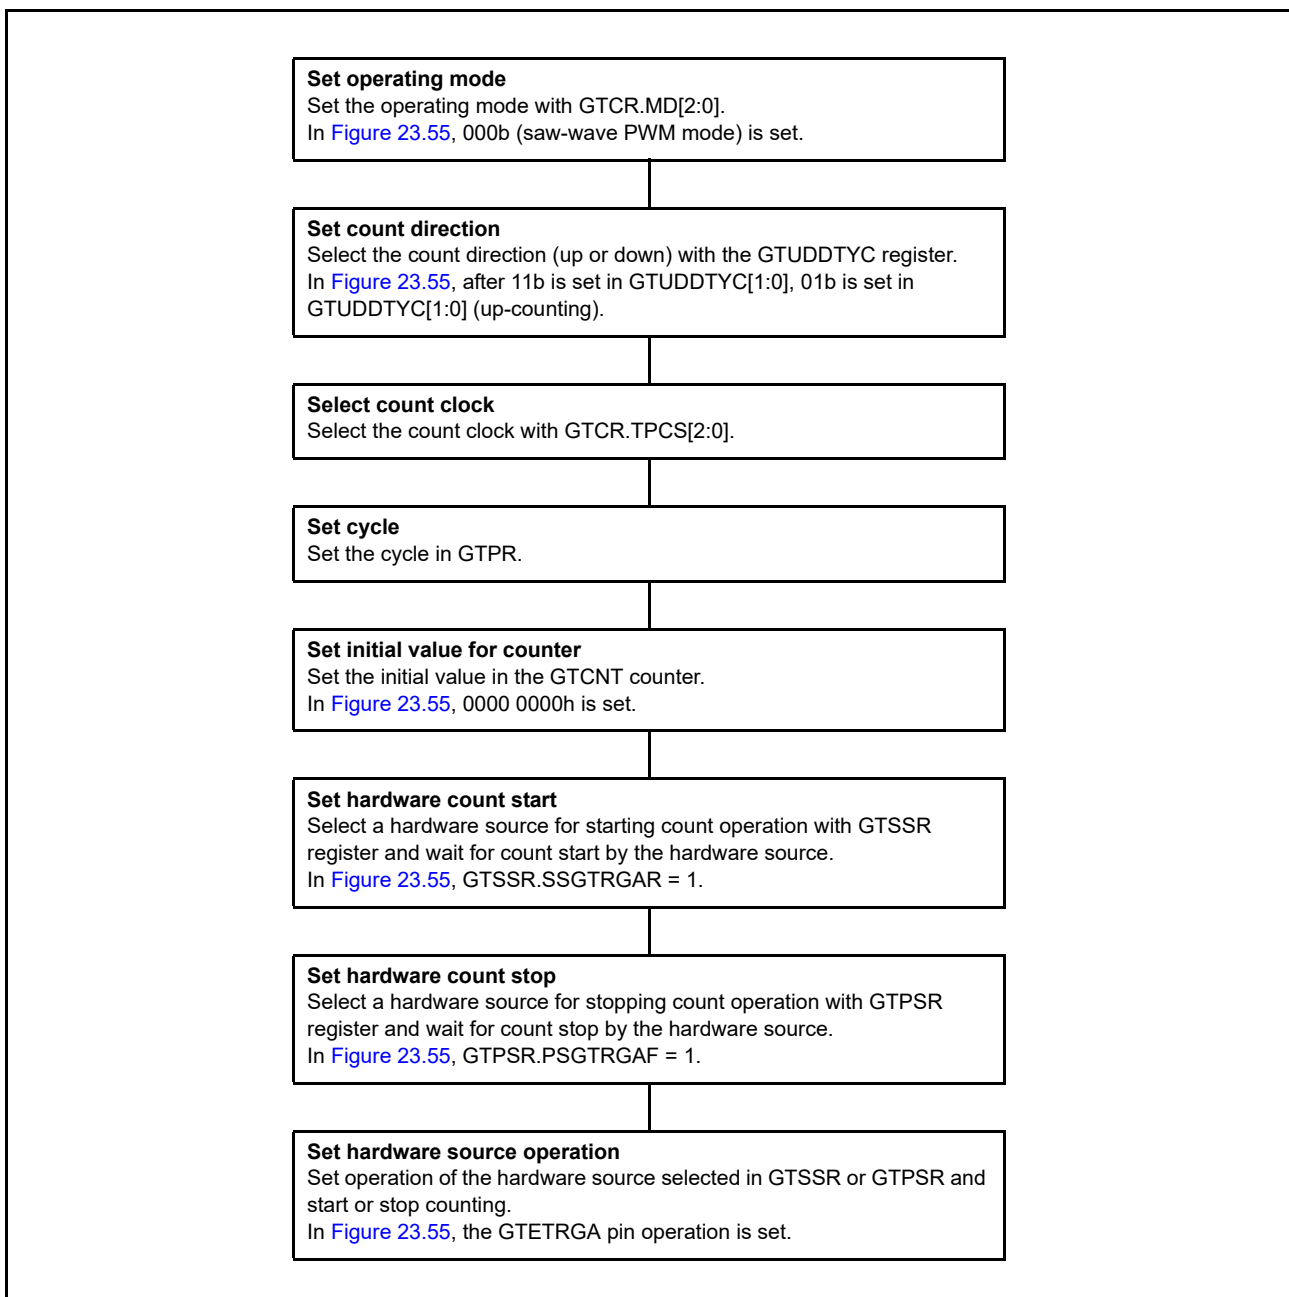 Set operating mode
Set the operating mode with GTCR.MD[2:0].
In Figure 23.55, 000b (saw-wave PWM mode) is set.
Set count direction
Select the count direction (up or down) with the GTUDDTYC register.
In Figure 23.55, after 11b is set in GTUDDTYC[1:0], 01b is set in
GTUDDTYC[1:0] (up-counting).
Select count clock
Select the count clock with GTCR.TPCS[2:0].
Set cycle
Set the cycle in GTPR.
Set initial value for counter
Set the initial value in the GTCNT counter.
In Figure 23.55, 0000 0000h is set.
Set hardware count start
Select a hardware source for starting count operation with GTSSR
register and wait for count start by the hardware source.
In Figure 23.55, GTSSR.SSGTRGAR = 1.
Set hardware count stop
Select a hardware source for stopping count operation with GTPSR
register and wait for count stop by the hardware source.
In Figure 23.55, GTPSR.PSGTRGAF = 1.
Set hardware source operation
Set operation of the hardware source selected in GTSSR or GTPSR and
start or stop counting.
In Figure 23.55, the GTETRGA pin operation is set.